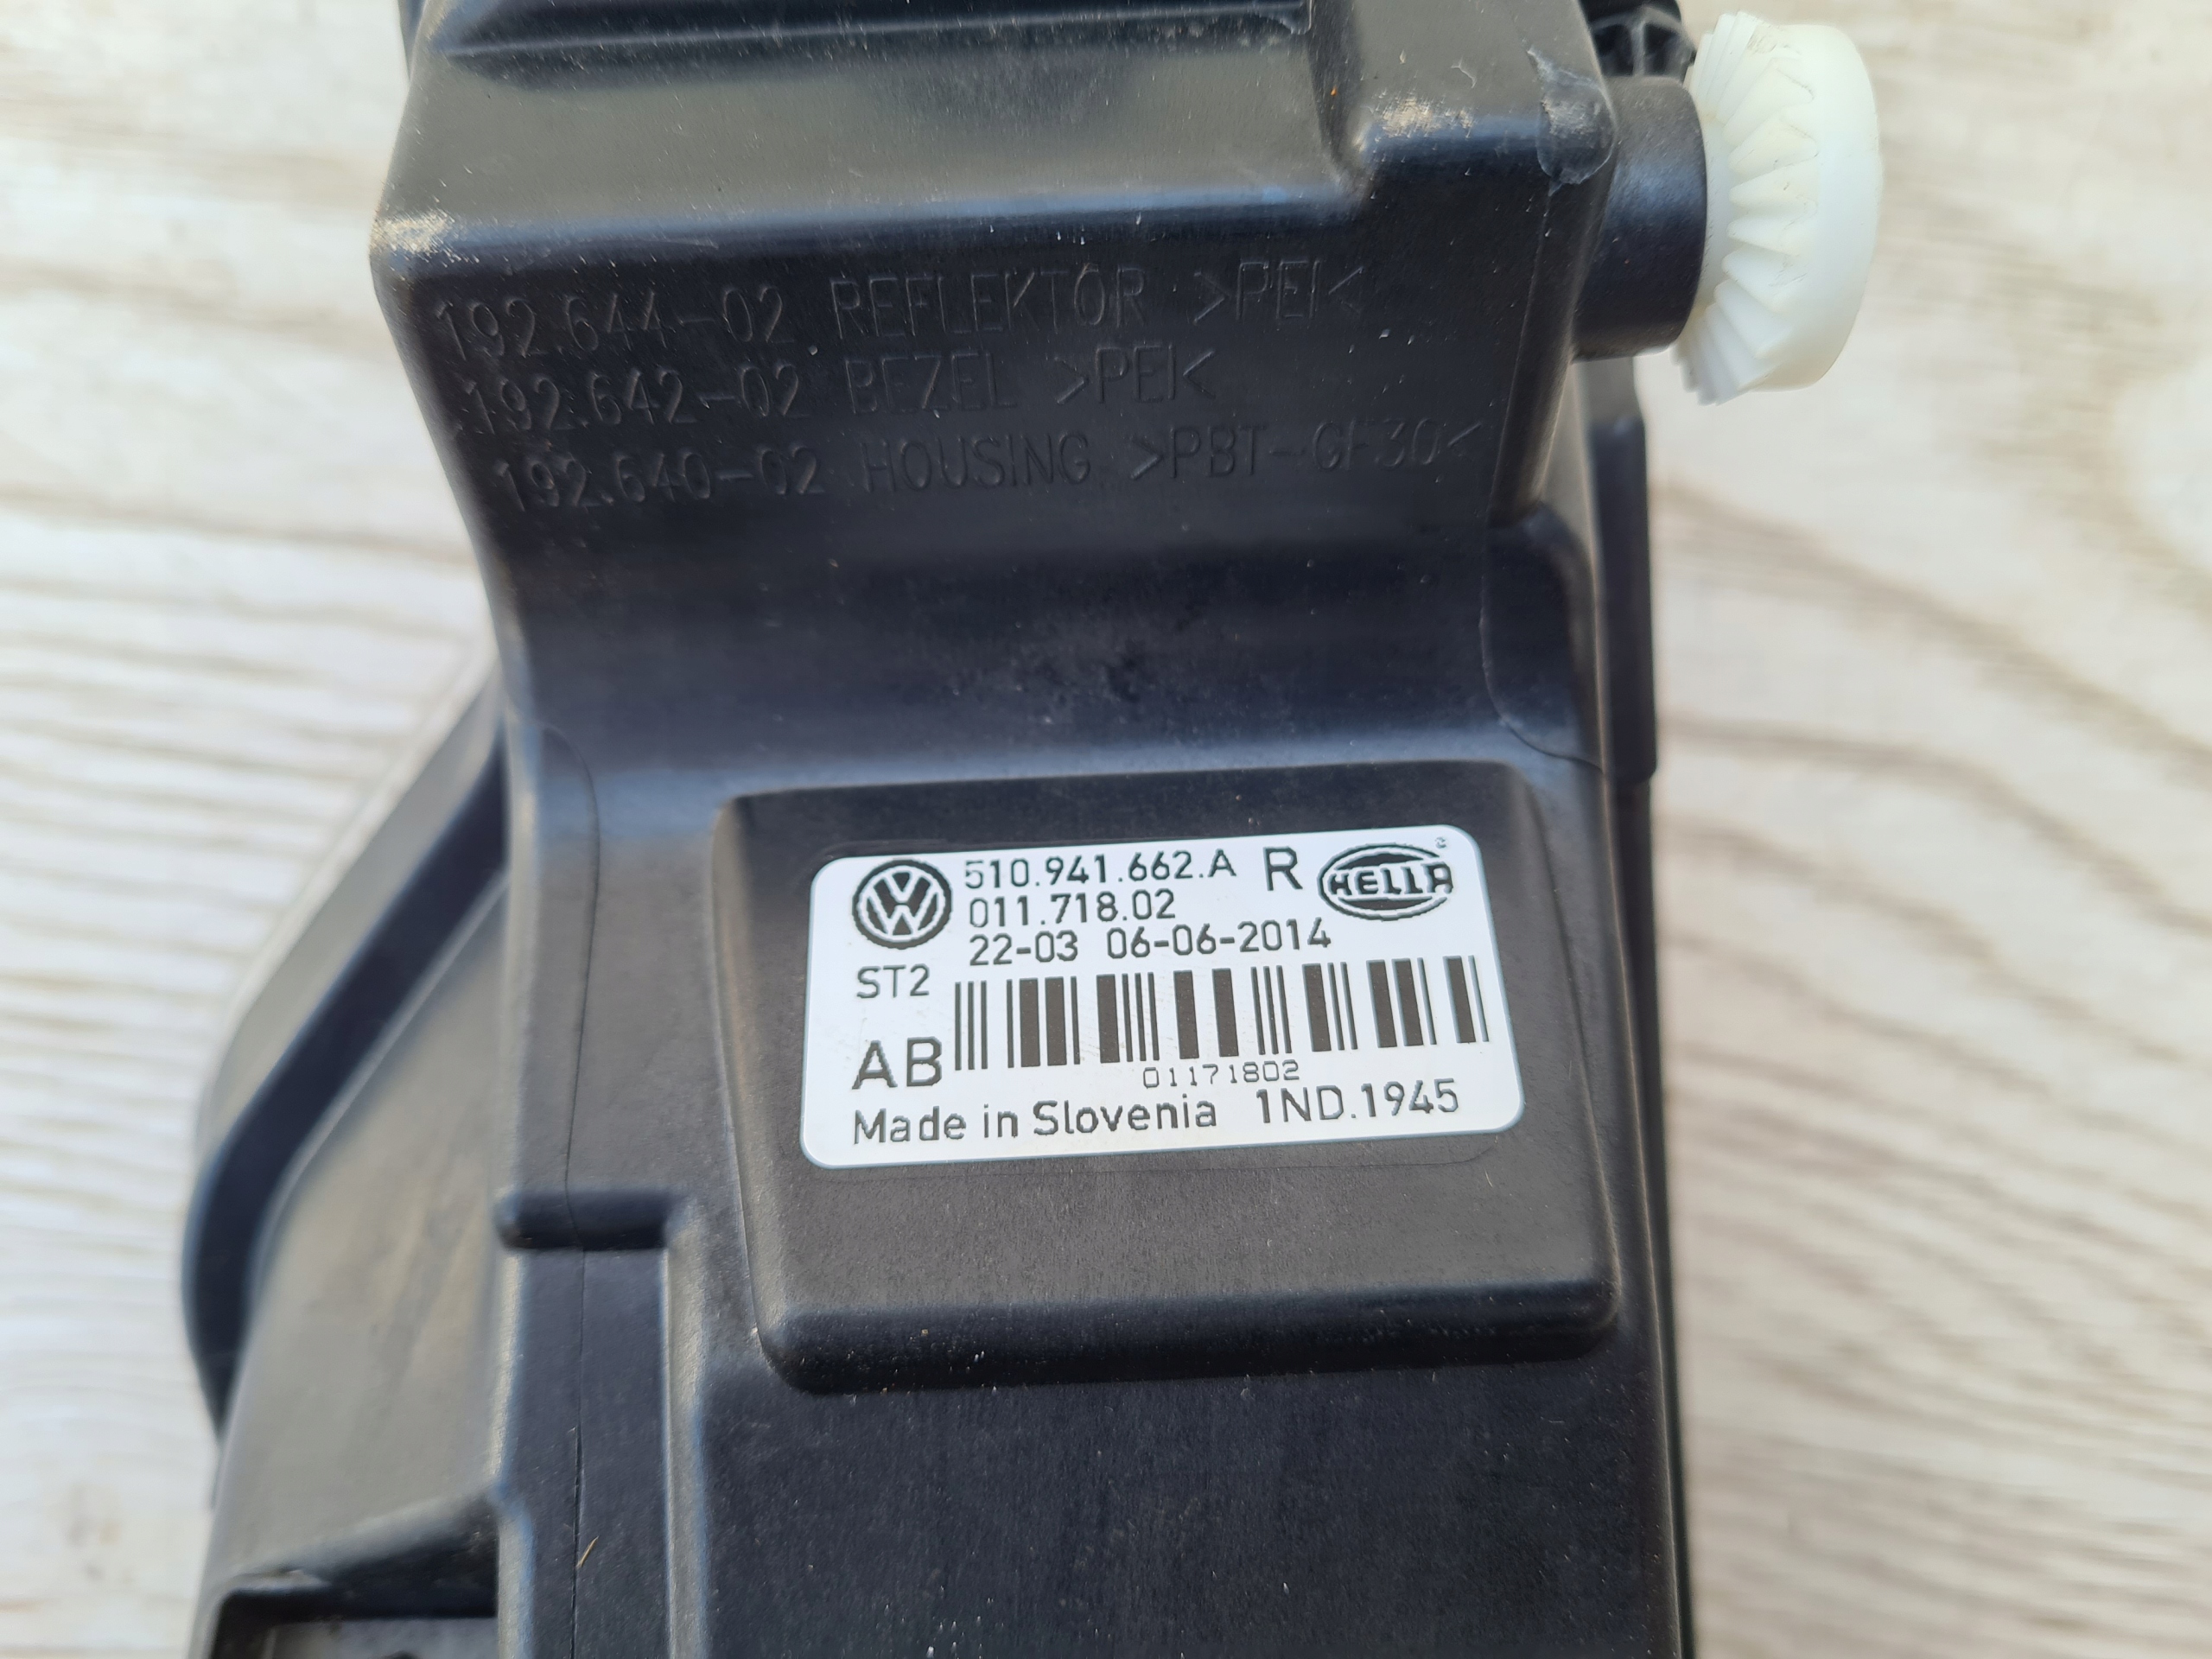 192.644-02 REFLEKTOR >PEI<
192.642-02 BEZEL >PEI<
192.640-02 HOUSING >PBT-GF30<
510.941.662.A R HELLA
011.718.02
22-03 06-06-2014
ST2
AB
01171802
Made in Slovenia 1ND.1945